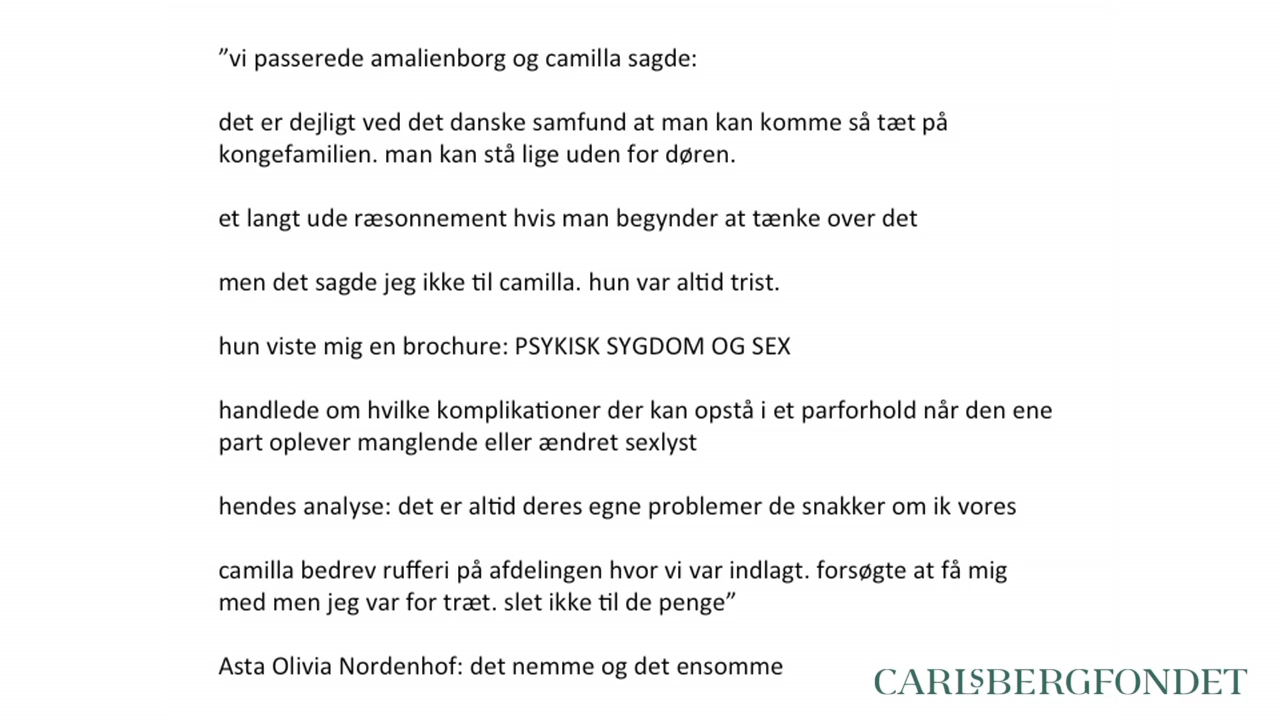 ”vi passerede amalienborg og camilla sagde:
det er dejligt ved det danske samfund at man kan komme så tæt på
kongefamilien. man kan stå lige uden for døren.
et langt ude ræsonnement hvis man begynder at tænke over det
men det sagde jeg ikke til camilla. hun var altid trist.
hun viste mig en brochure: PSYKISK SYGDOM OG SEX
handlede om hvilke komplikationer der kan opstå i et parforhold når den ene
part oplever manglende eller ændret sexlyst
hendes analyse: det er altid deres egne problemer de snakker om ik vores
camilla bedrev rufferi på afdelingen hvor vi var indlagt. forsøgte at få mig
med men jeg var for træt. slet ikke til de penge”
Asta Olivia Nordenhof: det nemme og det ensomme
CARLSBERGFONDET